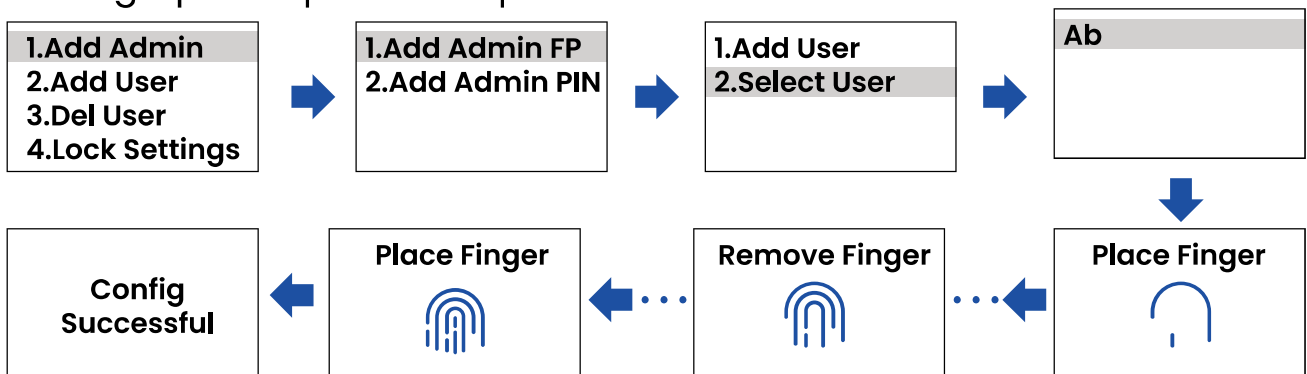 1.Add Admin
2.Add User
3.Del User
4.Lock Settings
1.Add Admin FP
2.Add Admin PIN
1.Add User
2.Select User
Ab
Place Finger
Remove Finger
Place Finger
Config
Successful